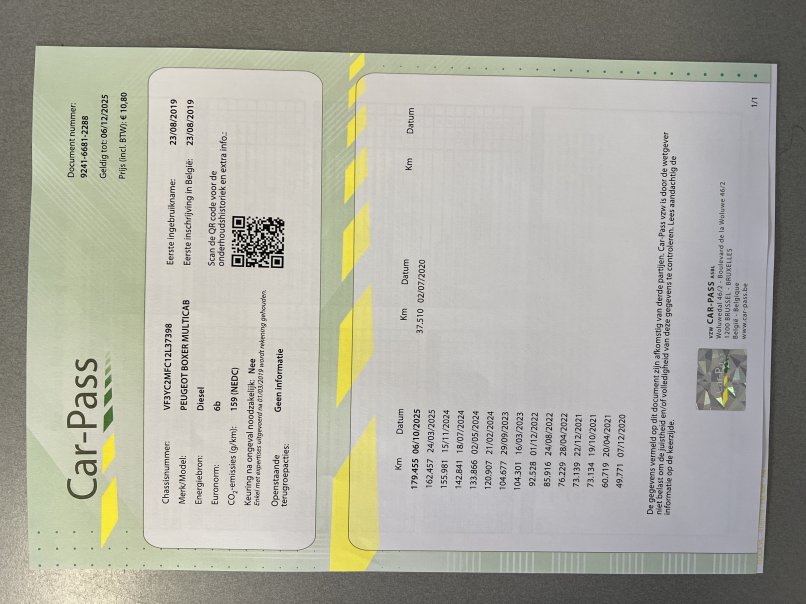 Car-Pass
Document nummer:
9241-6681-2288
Geldig tot: 06/12/2025
Prijs (incl. BTW): € 10,80
Chassisnummer: VF3YC2MFC12L37398
Merk/Model: PEUGEOT BOXER MULTICAB
Energiebron: Diesel
Euronorm: 6b
CO₂-emissies (g/km): 159 (NEDC)
Keuring na ongeval noodzakelijk: Nee
Enkel met expertises uitgevoerd na 01/03/2019 wordt rekening gehouden.
Openstaande
terugroepacties: Geen informatie
Eerste ingebruikname: 23/08/2019
Eerste inschrijving in België: 23/08/2019
Scan de QR code voor de
onderhoudshistoriek en extra info.:
Km Datum
179.455 06/10/2025
162.457 24/03/2025
155.981 15/11/2024
142.841 18/07/2024
133.866 02/05/2024
120.907 21/02/2024
104.677 29/09/2023
104.301 16/03/2023
92.528 01/12/2022
85.916 24/08/2022
76.229 28/04/2022
73.139 22/12/2021
73.134 19/10/2021
60.719 20/04/2021
49.771 07/12/2020
Km Datum
37.510 02/07/2020
Km Datum
De gegevens vermeld op dit document zijn afkomstig van derde partijen. Car-Pass vzw is door de wetgever
niet belast om de juistheid en/of volledigheid van deze gegevens te controleren. Lees aandachtig de
informatie op de keerzijde.
Car-Pass
VZW CAR-PASS ASBL
Woluwedal 46/2 - Boulevard de la Woluwe 46/2
1200 BRUSSEL - BRUXELLES
België - Belgique
www.car-pass.be
1/1